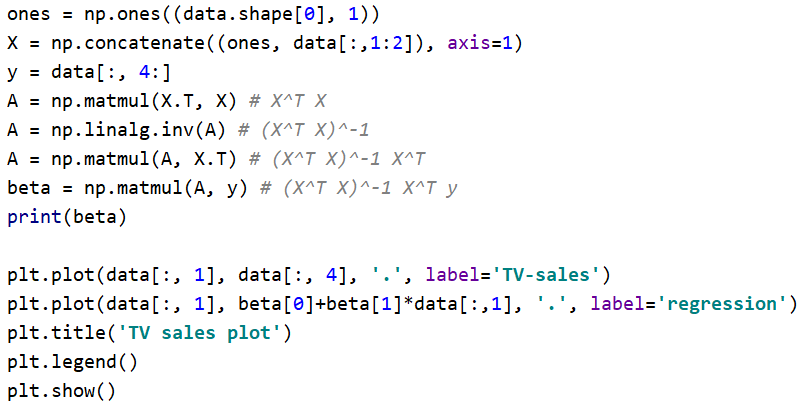 ones = np.ones((data.shape[0], 1))
X = np.concatenate((ones, data[:,1:2]), axis=1)
y = data[:, 4:]
A = np.matmul(X.T, X) # X^T X
A = np.linalg.inv(A) # (X^T X)^-1
A = np.matmul(A, X.T) # (X^T X)^-1 X^T
beta = np.matmul(A, y) # (X^T X)^-1 X^T y
print(beta)
plt.plot(data[:, 1], data[:, 4], '.', label='TV-sales')
plt.plot(data[:, 1], beta[0]+beta[1]*data[:,1], '.', label='regression')
plt.title('TV sales plot')
plt.legend()
plt.show()